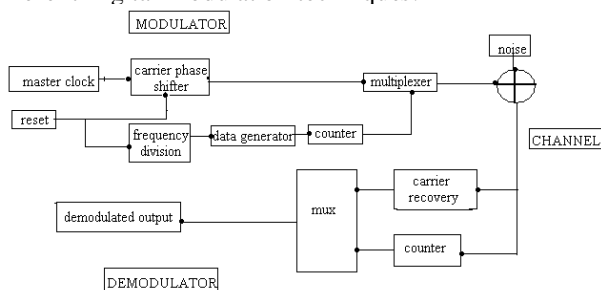 MODULATOR
noise
master clock
carrier phase
shifter
multiplexer
reset
frequency
division
data generator
counter
CHANNEL
mux
carrier
recovery
demodulated output
counter
DEMODULATOR